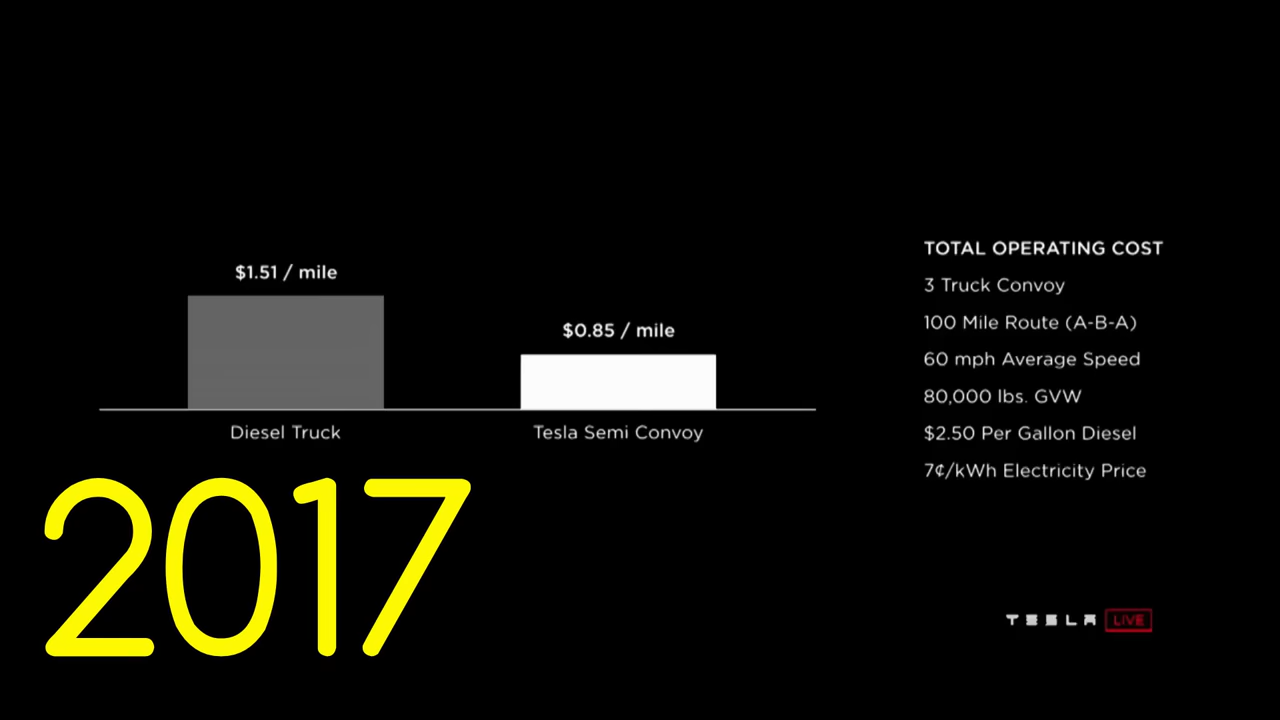 $1.51 / mile
$0.85 / mile
Diesel Truck
Tesla Semi Convoy
TOTAL OPERATING COST
3 Truck Convoy
100 Mile Route (A-B-A)
60 mph Average Speed
80,000 lbs. GVW
$2.50 Per Gallon Diesel
7¢/kWh Electricity Price
2017
TESLA LIVE